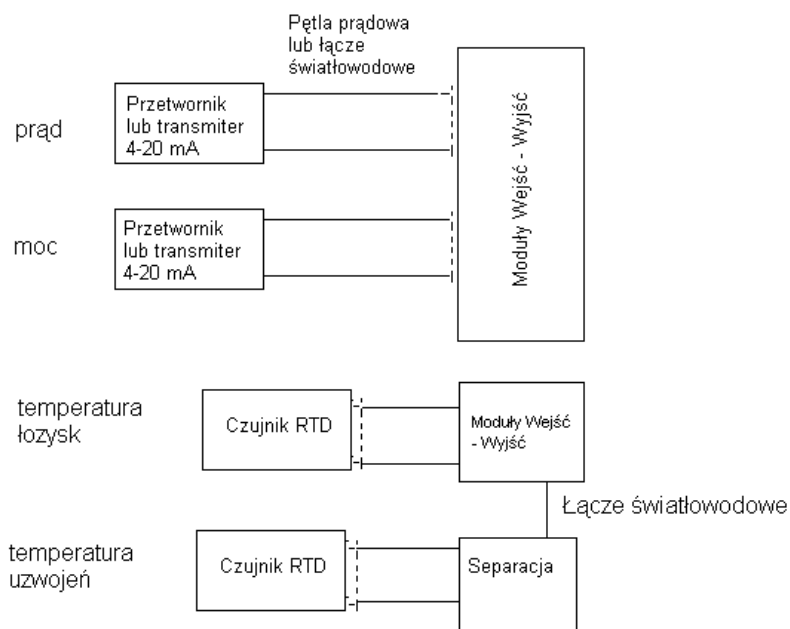 Pętla prądowa
lub łącze
światłowodowe
prąd
Przetwornik
lub transmiter
4-20 mA
moc
Przetwornik
lub transmiter
4-20 mA
Moduły Wejść - Wyjść
temperatura
łozysk
Czujnik RTD
Moduły Wejść
- Wyjść
Łącze światłowodowe
temperatura
uzwojeń
Czujnik RTD
Separacja